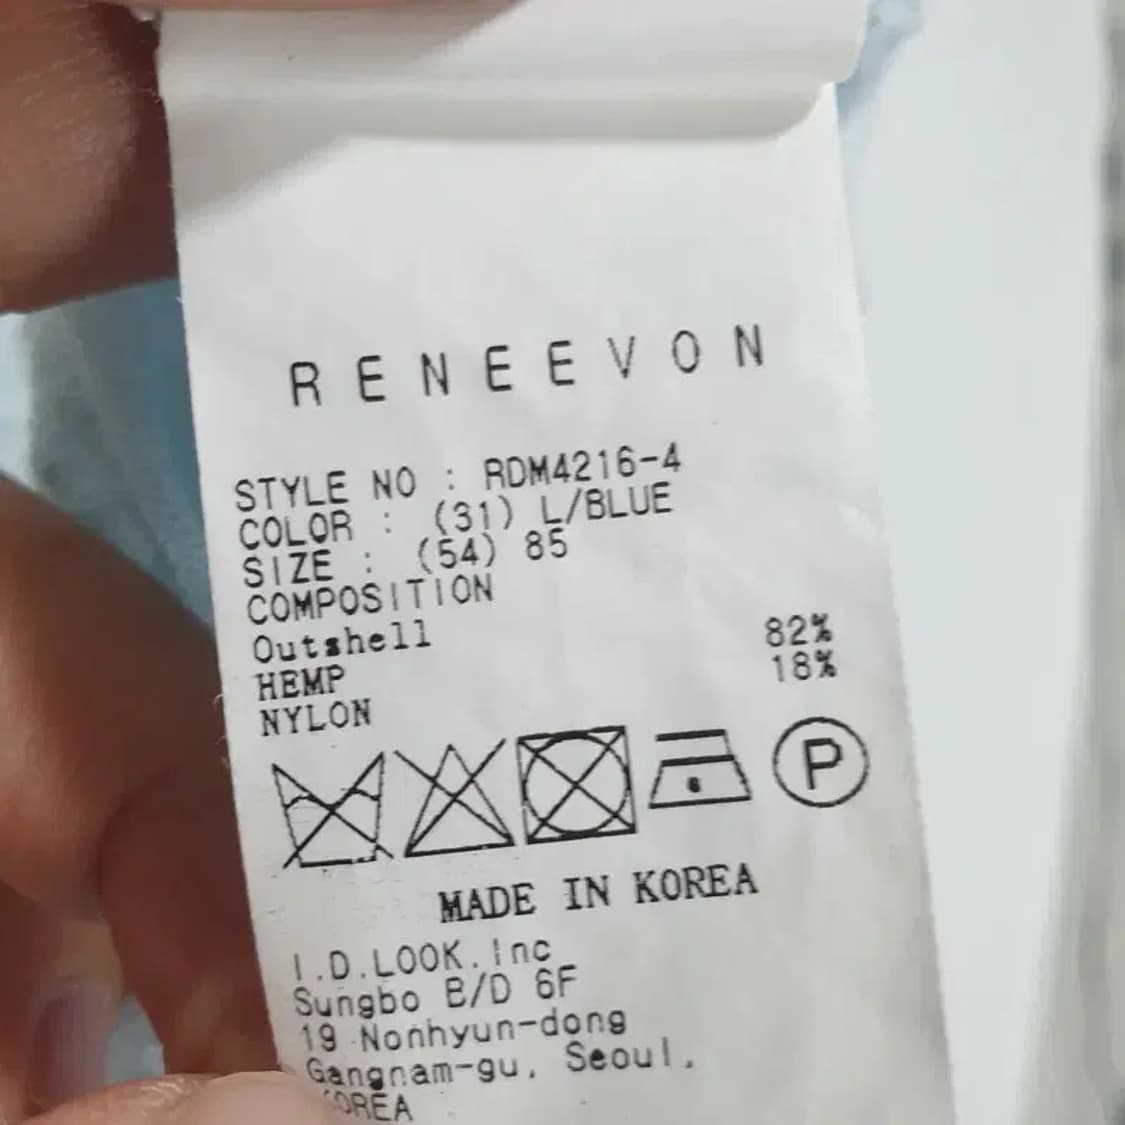 RENEEVON
STYLE NO : RDM4216-4
COLOR : (31) L/BLUE
SIZE : (54) 85
COMPOSITION
Outshell
HEMP 82%
NYLON 18%
P
MADE IN KOREA
I.D.LOOK.Inc
Sungbo B/D 6F
19 Nonhyun-dong
Gangnam-gu, Seoul.
KOREA